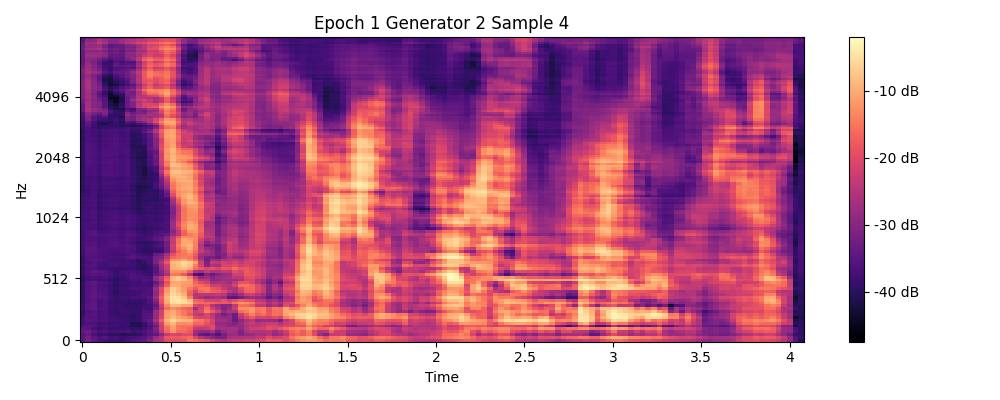 Epoch 1 Generator 2 Sample 4
Hz
4096
2048
1024
512
0
0 0.5 1 1.5 2 2.5 3 3.5 4
Time
-10 dB
-20 dB
-30 dB
-40 dB